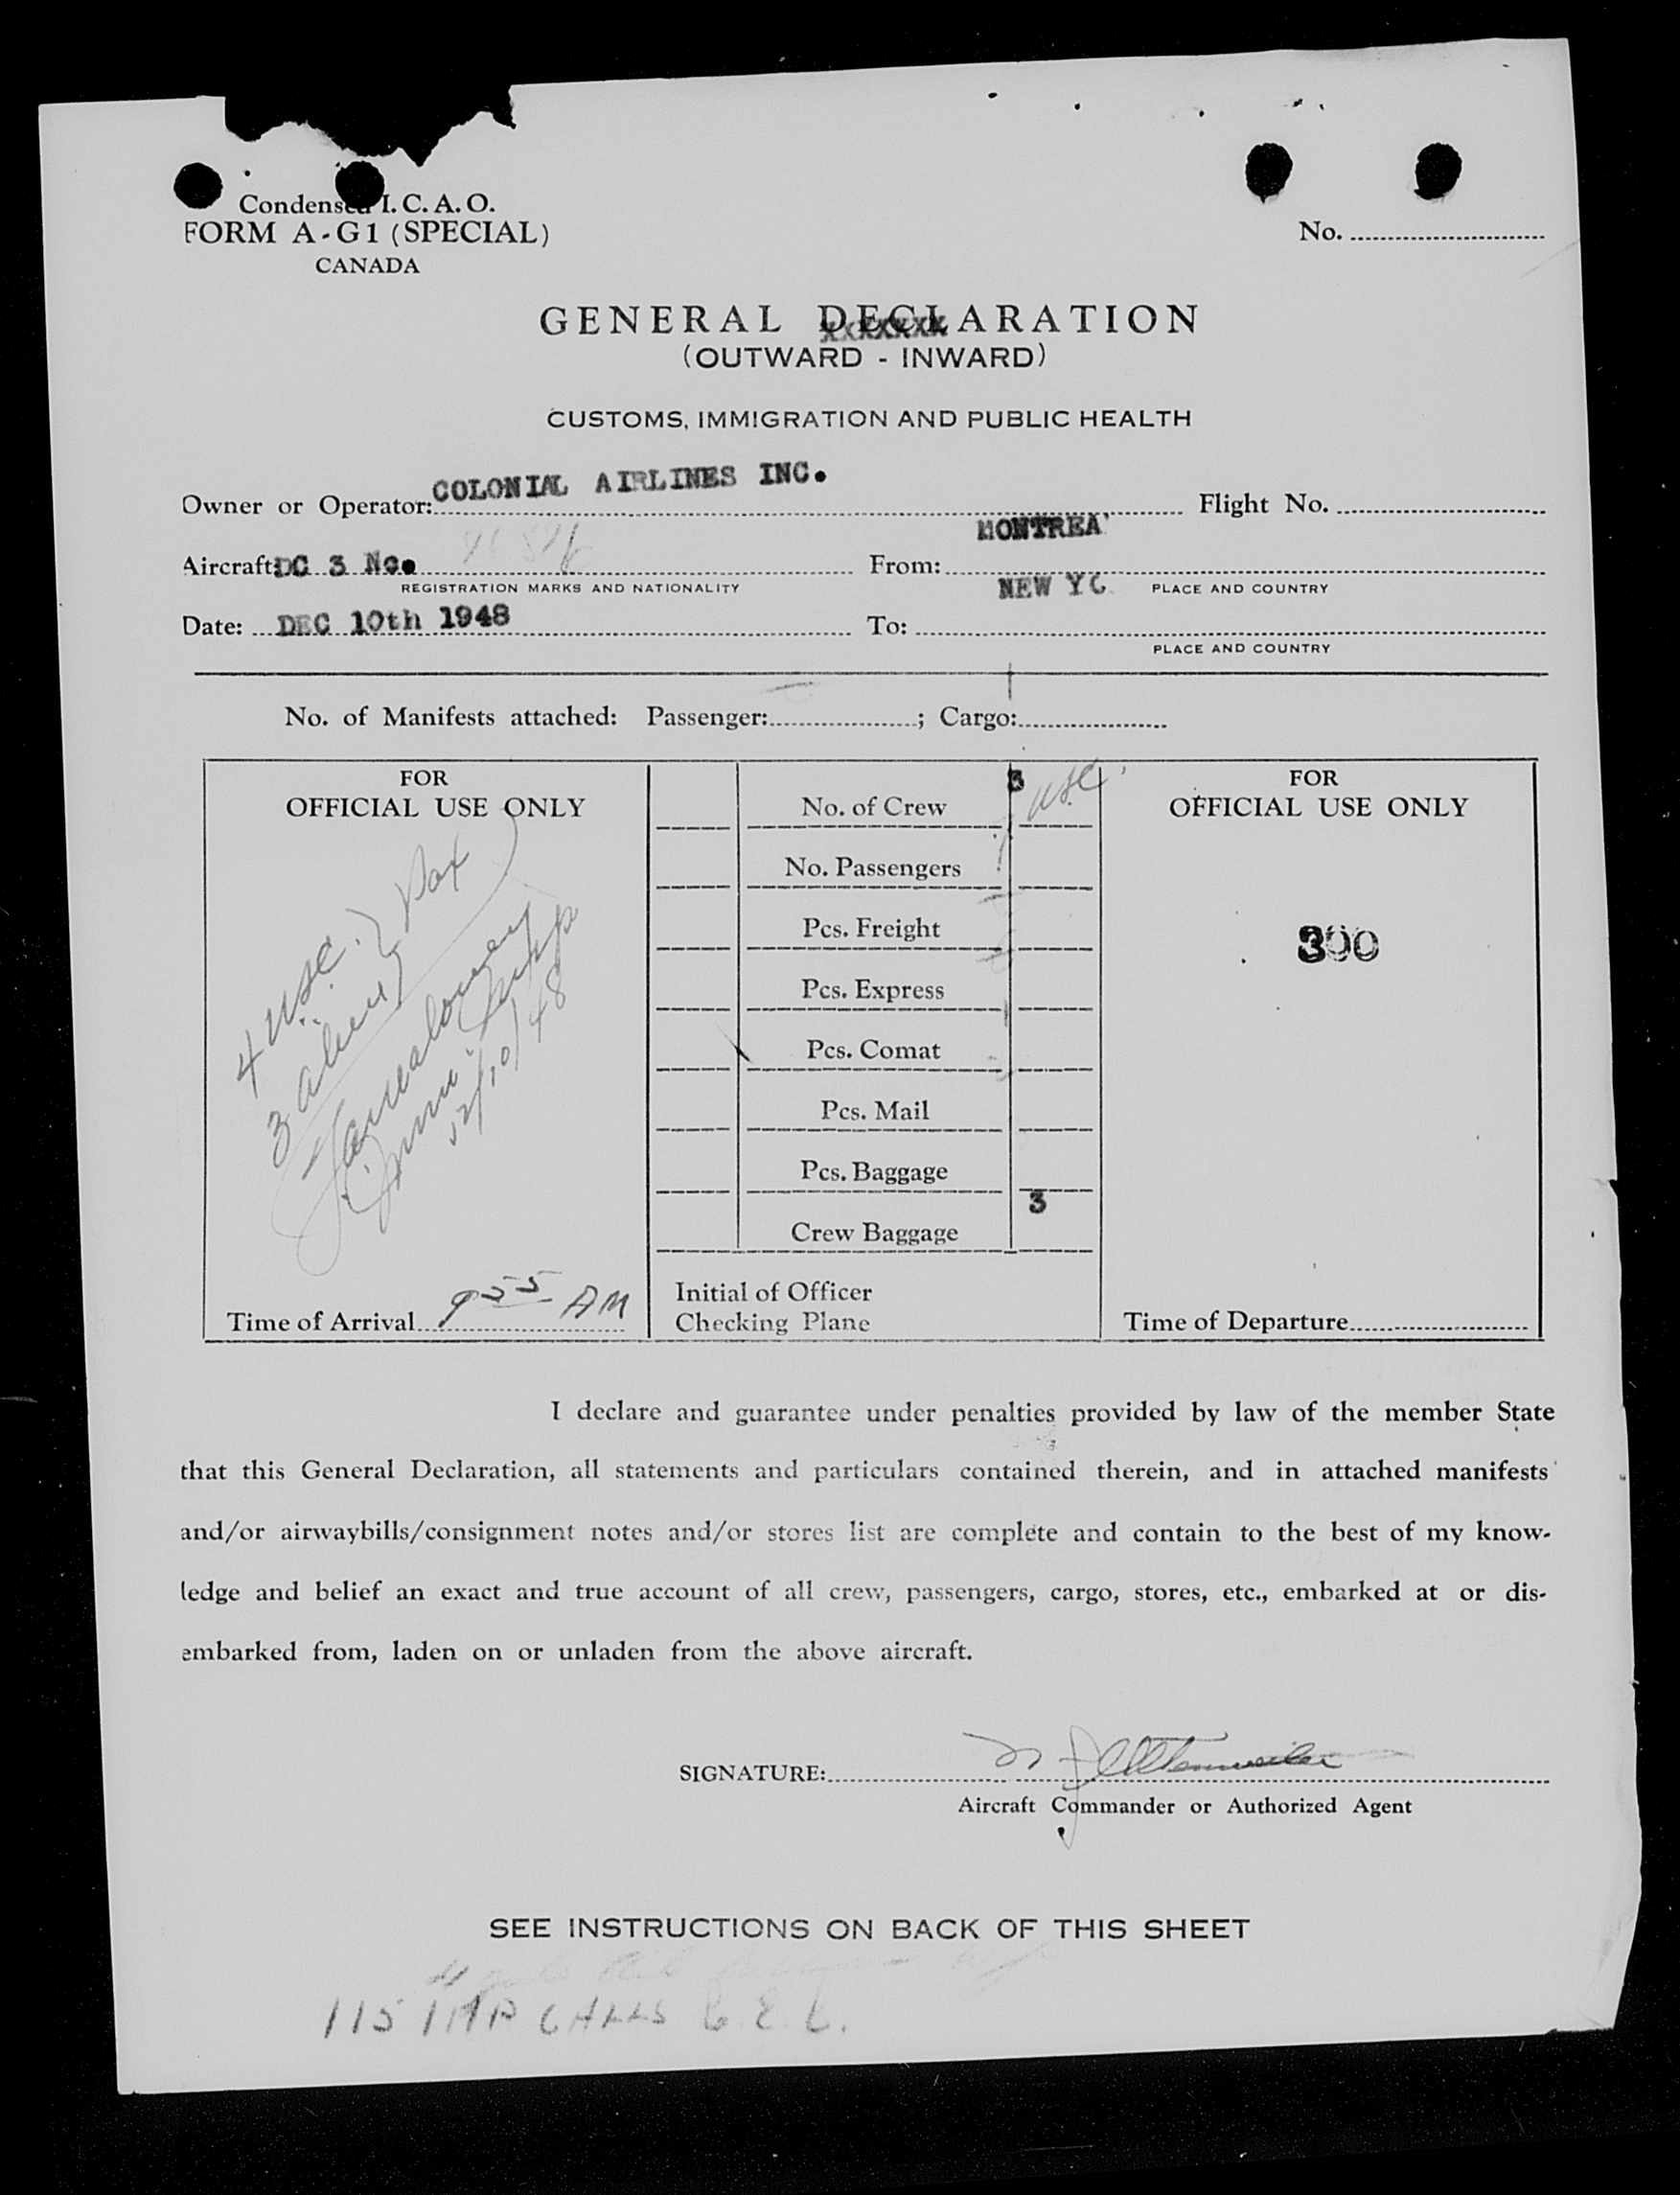 Condensed I. C. A. O.
FORM A-G1 (SPECIAL)
CANADA
No.
GENERAL DECLARATION
(OUTWARD - INWARD)
CUSTOMS, IMMIGRATION AND PUBLIC HEALTH
Owner or Operator: COLONIAL AIRLINES INC. Flight No.
MONTREA
Aircraft: DC 3 NC. From:
REGISTRATION MARKS AND NATIONALITY NEW YO PLACE AND COUNTRY
Date: DEC 10th 1948 To:
PLACE AND COUNTRY
No. of Manifests attached: Passenger: ; Cargo:
FOR
OFFICIAL USE ONLY
4 USC
3 aliens } Pax
12/10/48
Time of Arrival 9 55 AM
No. of Crew 3 USC.
No. Passengers
Pcs. Freight
Pcs. Express
Pcs. Comat
Pcs. Mail
Pcs. Baggage
Crew Baggage 3
Initial of Officer
Checking Plane
FOR
OFFICIAL USE ONLY
300
Time of Departure
I declare and guarantee under penalties provided by law of the member State
that this General Declaration, all statements and particulars contained therein, and in attached manifests
and/or airwaybills/consignment notes and/or stores list are complete and contain to the best of my know-
ledge and belief an exact and true account of all crew, passengers, cargo, stores, etc., embarked at or dis-
embarked from, laden on or unladen from the above aircraft.
SIGNATURE:
Aircraft Commander or Authorized Agent
SEE INSTRUCTIONS ON BACK OF THIS SHEET
115